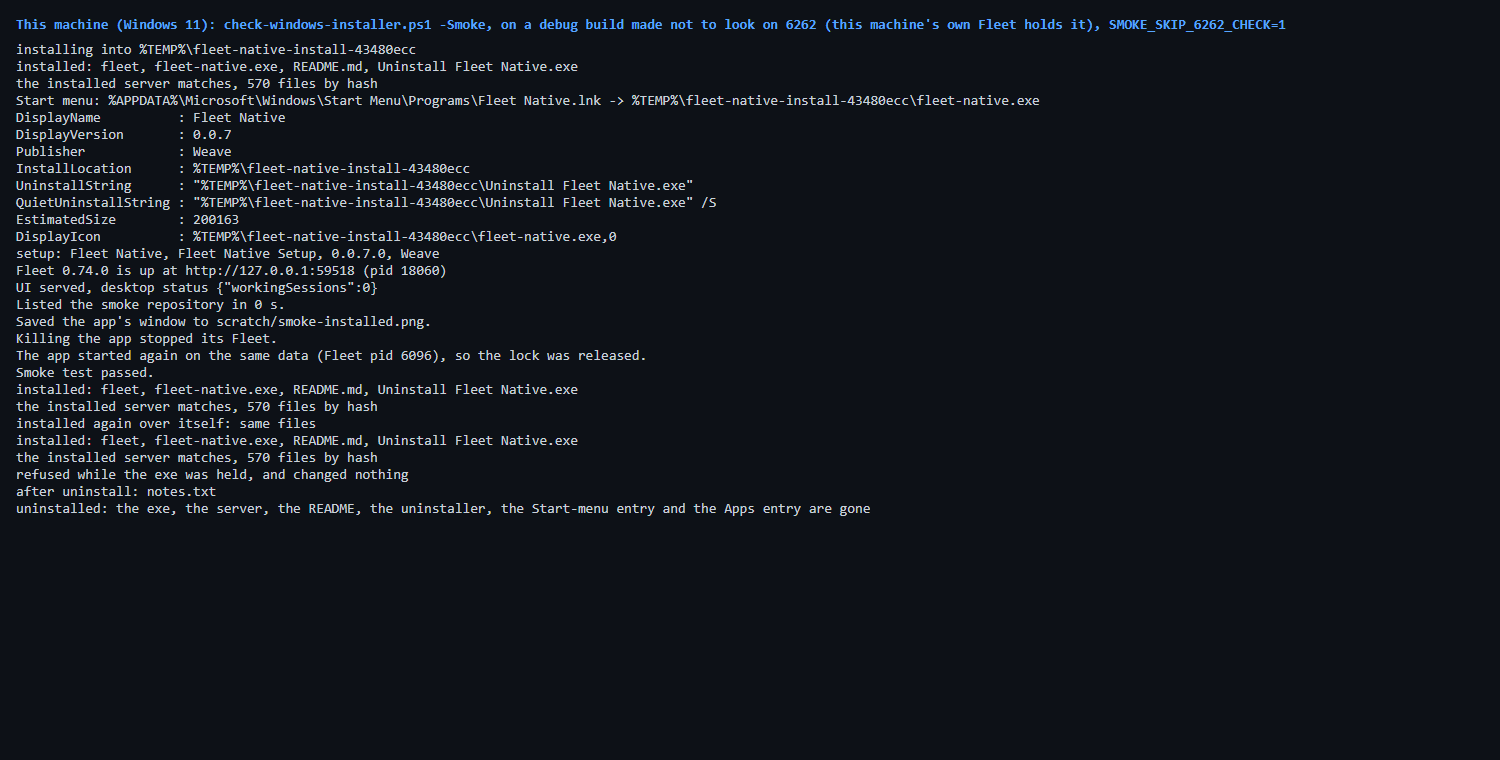 This machine (Windows 11): check-windows-installer.ps1 -Smoke, on a debug build made not to look on 6262 (this machine's own Fleet holds it), SMOKE_SKIP_6262_CHECK=1
installing into %TEMP%\fleet-native-install-43480ecc
installed: fleet, fleet-native.exe, README.md, Uninstall Fleet Native.exe
the installed server matches, 570 files by hash
Start menu: %APPDATA%\Microsoft\Windows\Start Menu\Programs\Fleet Native.lnk -> %TEMP%\fleet-native-install-43480ecc\fleet-native.exe
DisplayName          : Fleet Native
DisplayVersion       : 0.0.7
Publisher            : Weave
InstallLocation      : %TEMP%\fleet-native-install-43480ecc
UninstallString      : "%TEMP%\fleet-native-install-43480ecc\Uninstall Fleet Native.exe"
QuietUninstallString : "%TEMP%\fleet-native-install-43480ecc\Uninstall Fleet Native.exe" /S
EstimatedSize        : 200163
DisplayIcon          : %TEMP%\fleet-native-install-43480ecc\fleet-native.exe,0
setup: Fleet Native, Fleet Native Setup, 0.0.7.0, Weave
Fleet 0.74.0 is up at http://127.0.0.1:59518 (pid 18060)
UI served, desktop status {"workingSessions":0}
Listed the smoke repository in 0 s.
Saved the app's window to scratch/smoke-installed.png.
Killing the app stopped its Fleet.
The app started again on the same data (Fleet pid 6096), so the lock was released.
Smoke test passed.
installed: fleet, fleet-native.exe, README.md, Uninstall Fleet Native.exe
the installed server matches, 570 files by hash
installed again over itself: same files
installed: fleet, fleet-native.exe, README.md, Uninstall Fleet Native.exe
the installed server matches, 570 files by hash
refused while the exe was held, and changed nothing
after uninstall: notes.txt
uninstalled: the exe, the server, the README, the uninstaller, the Start-menu entry and the Apps entry are gone